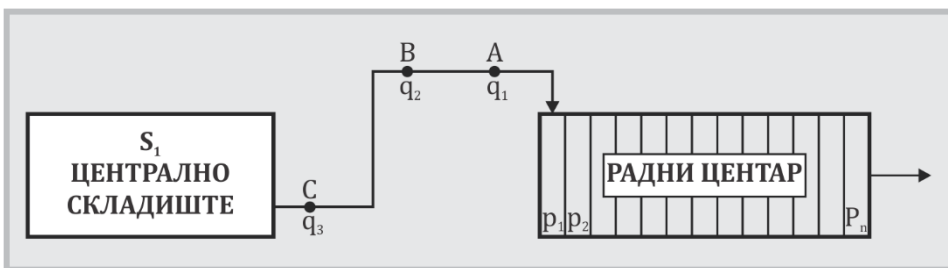 B A
q₂ q₁
S₁
ЦЕНТРАЛНО
СКЛАДИШТЕ
C
q₃
РАДНИ ЦЕНТАР
p₁ p₂ Pₙ